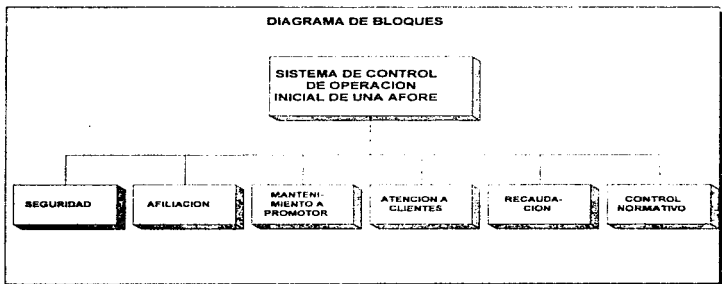 DIAGRAMA DE BLOQUES
SISTEMA DE CONTROL
DE OPERACION
INICIAL DE UNA AFORE
SEGURIDAD
AFILIACION
MANTENI-
MIENTO A
PROMOTOR
ATENCION A
CLIENTES
RECAUDA-
CION
CONTROL
NORMATIVO